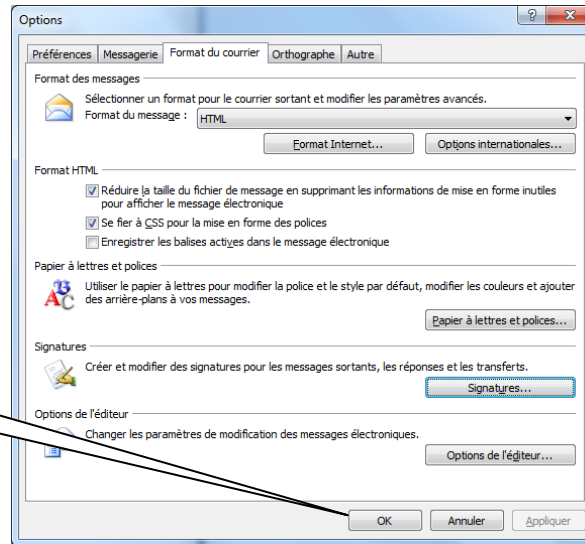 Options
Préférences Messagerie Format du courrier Orthographe Autre
Format des messages
Sélectionner un format pour le courrier sortant et modifier les paramètres avancés.
Format du message : HTML
Format Internet... Options internationales...
Format HTML
Réduire la taille du fichier de message en supprimant les informations de mise en forme inutiles
pour afficher le message électronique
Se fier à CSS pour la mise en forme des polices
Enregistrer les balises actives dans le message électronique
Papier à lettres et polices
Utiliser le papier à lettres pour modifier la police et le style par défaut, modifier les couleurs et ajouter
des arrière-plans à vos messages.
Papier à lettres et polices...
Signatures
Créer et modifier des signatures pour les messages sortants, les réponses et les transferts.
Signatures...
Options de l'éditeur
Changer les paramètres de modification des messages électroniques.
Options de l'éditeur...
OK Annuler Appliquer